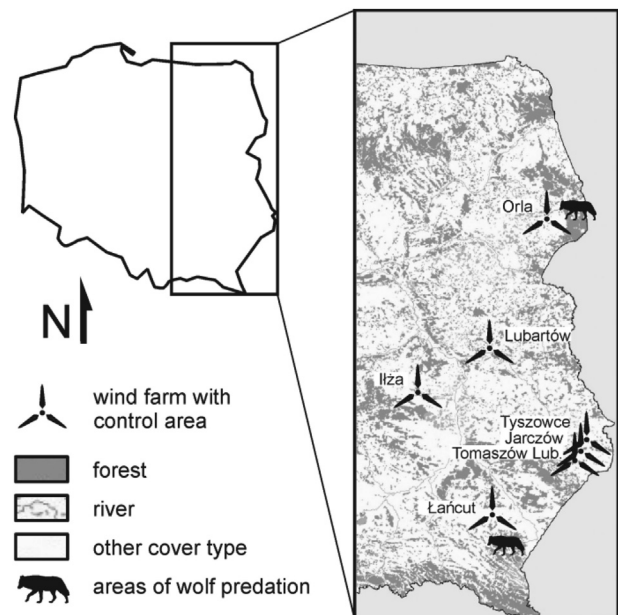 N
wind farm with
control area
forest
river
other cover type
areas of wolf predation
Orla
Lubartów
Iłża
Tyszowce
Jarczów
Tomaszów Lub.
Łańcut